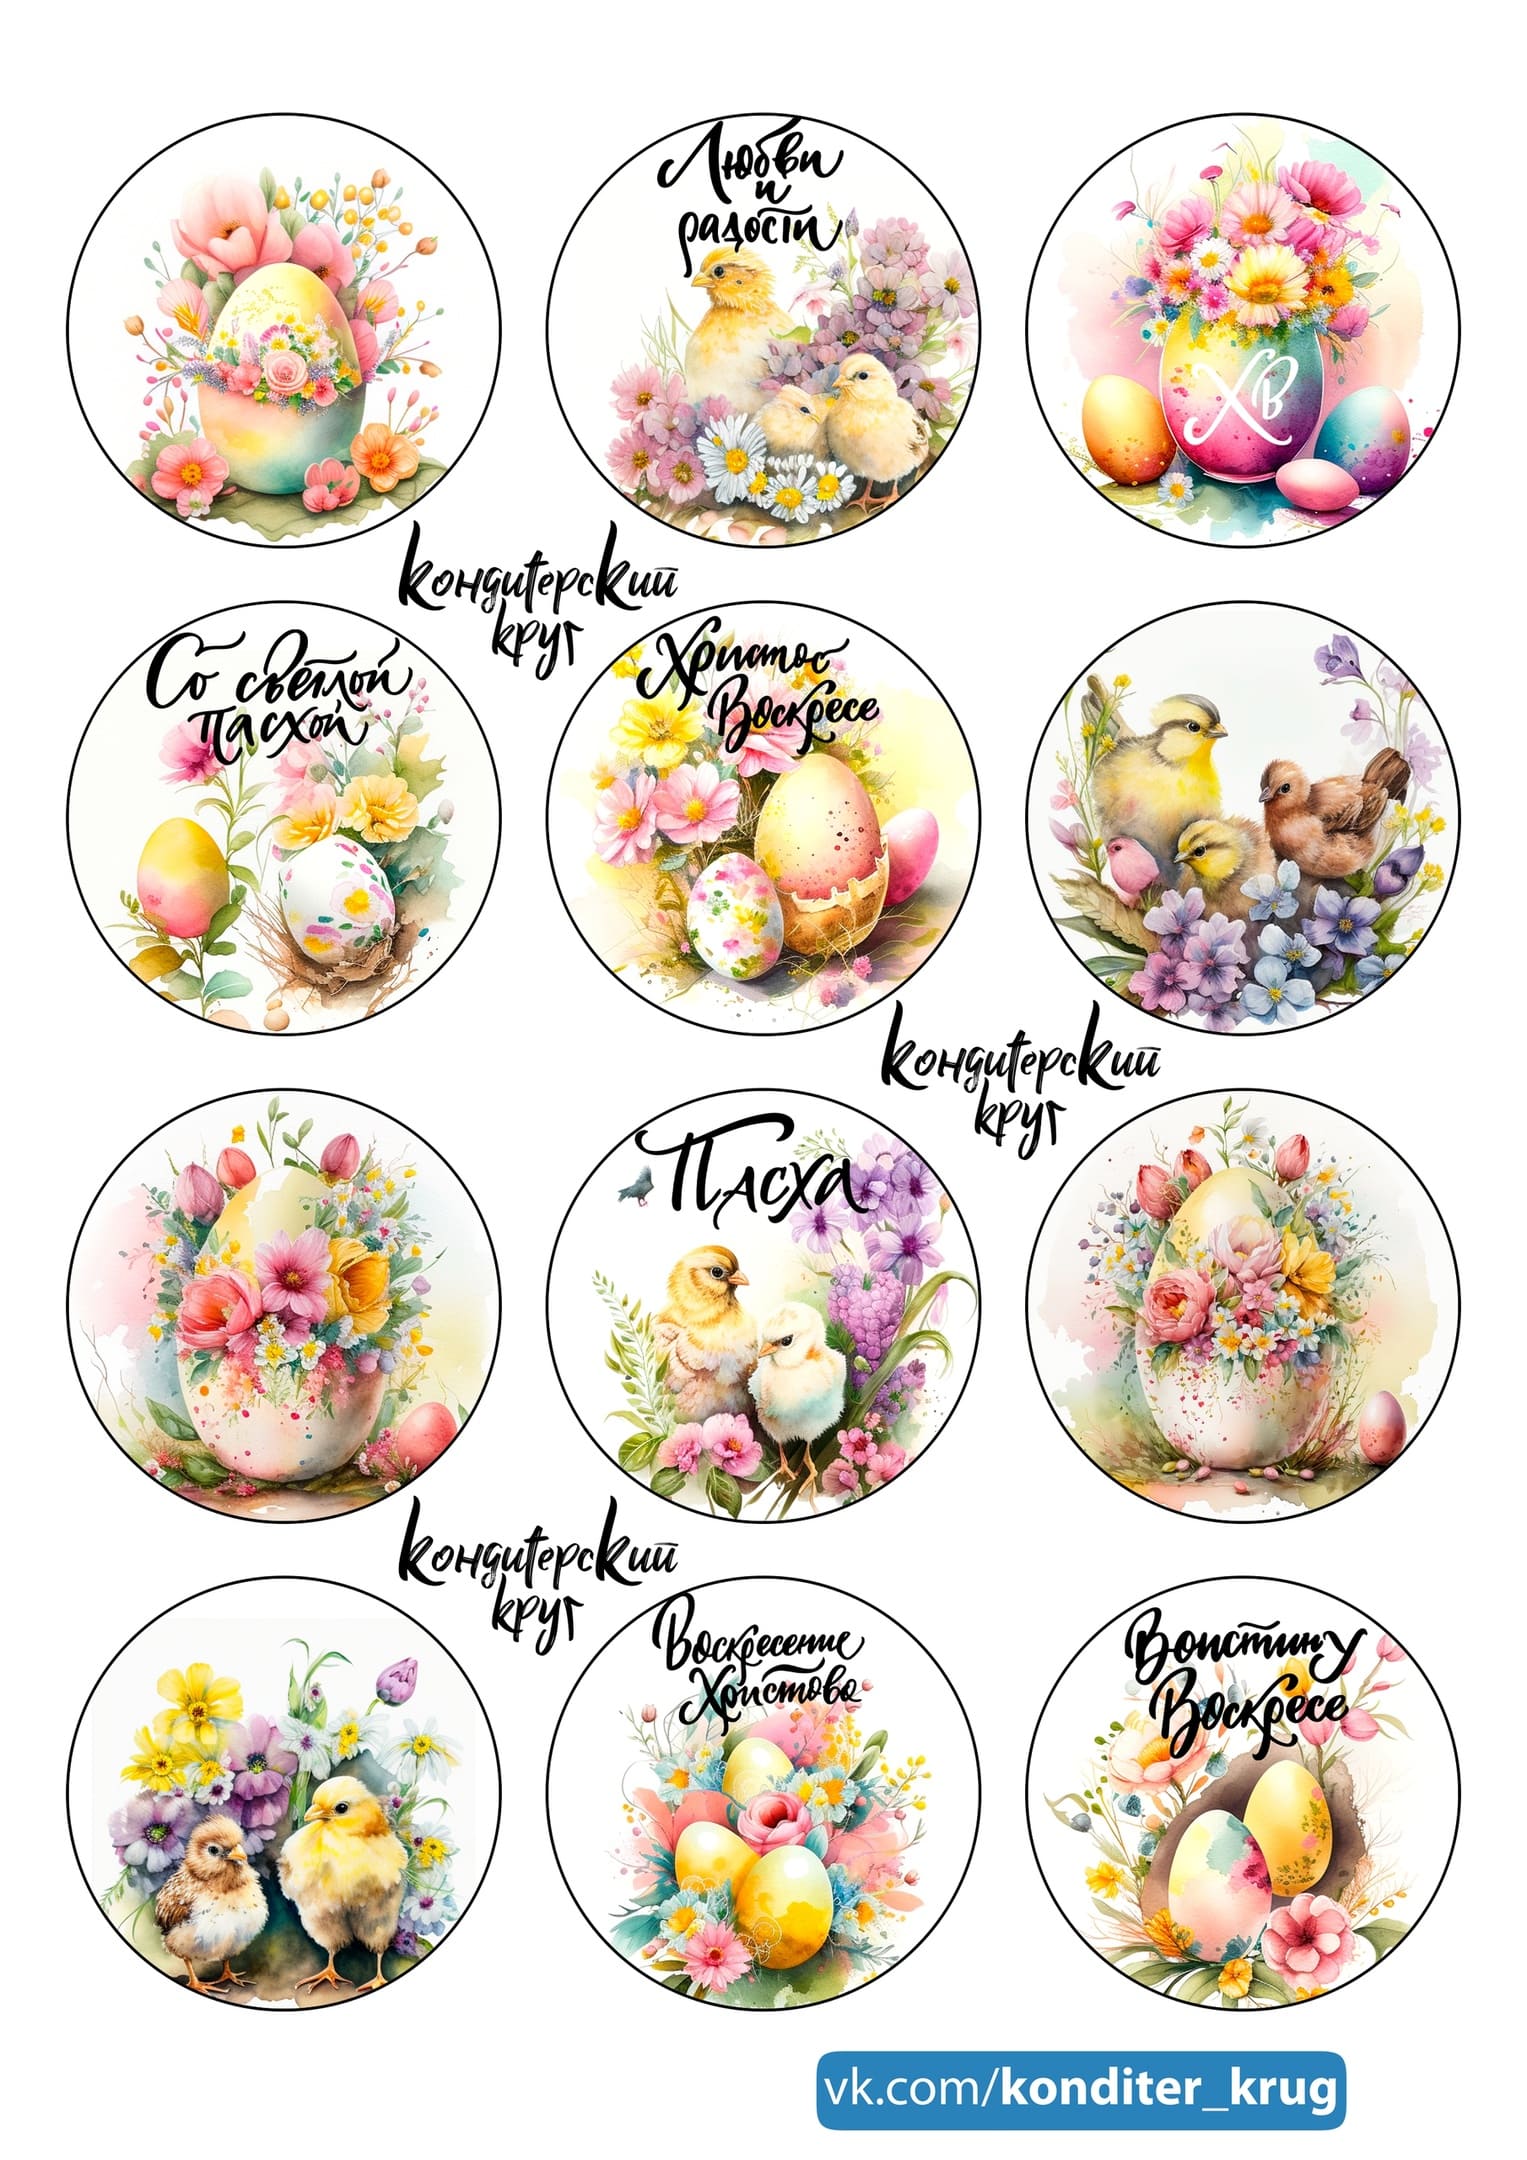 Любви
и
радости
ХВ
Кондитерский
круг
Со светлой
пасхой
Христос
Воскресе
Кондитерский
круг
Пасха
Кондитерский
круг
Воскресение
Христово
Воистину
Воскресе
vk.com/konditer_krug